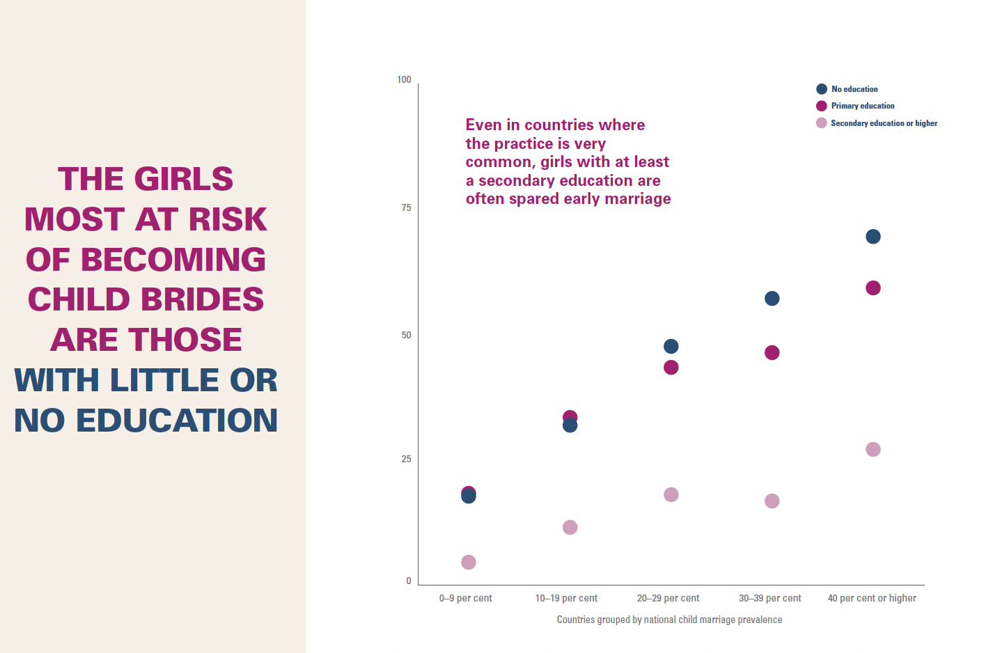 THE GIRLS
MOST AT RISK
OF BECOMING
CHILD BRIDES
ARE THOSE
WITH LITTLE OR
NO EDUCATION
Even in countries where
the practice is very
common, girls with at least
a secondary education are
often spared early marriage
No education
Primary education
Secondary education or higher
100
75
50
25
0
0–9 per cent
10–19 per cent
20–29 per cent
30–39 per cent
40 per cent or higher
Countries grouped by national child marriage prevalence